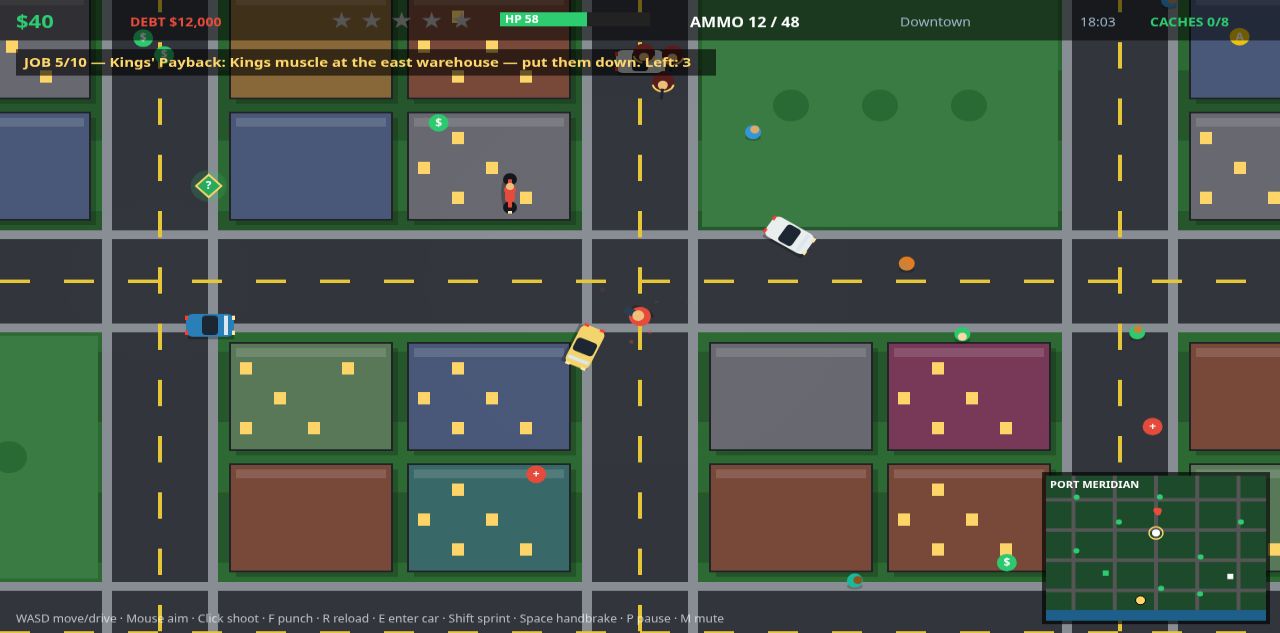 $40
DEBT $12,000
HP 58
AMMO 12 / 48
Downtown
18:03
CACHES 0/8
JOB 5/10 — Kings' Payback: Kings muscle at the east warehouse — put them down. Left: 3
$
$
A
$
?
+
+
$
PORT MERIDIAN
WASD move/drive · Mouse aim · Click shoot · F punch · R reload · E enter car · Shift sprint · Space handbrake · P pause · M mute